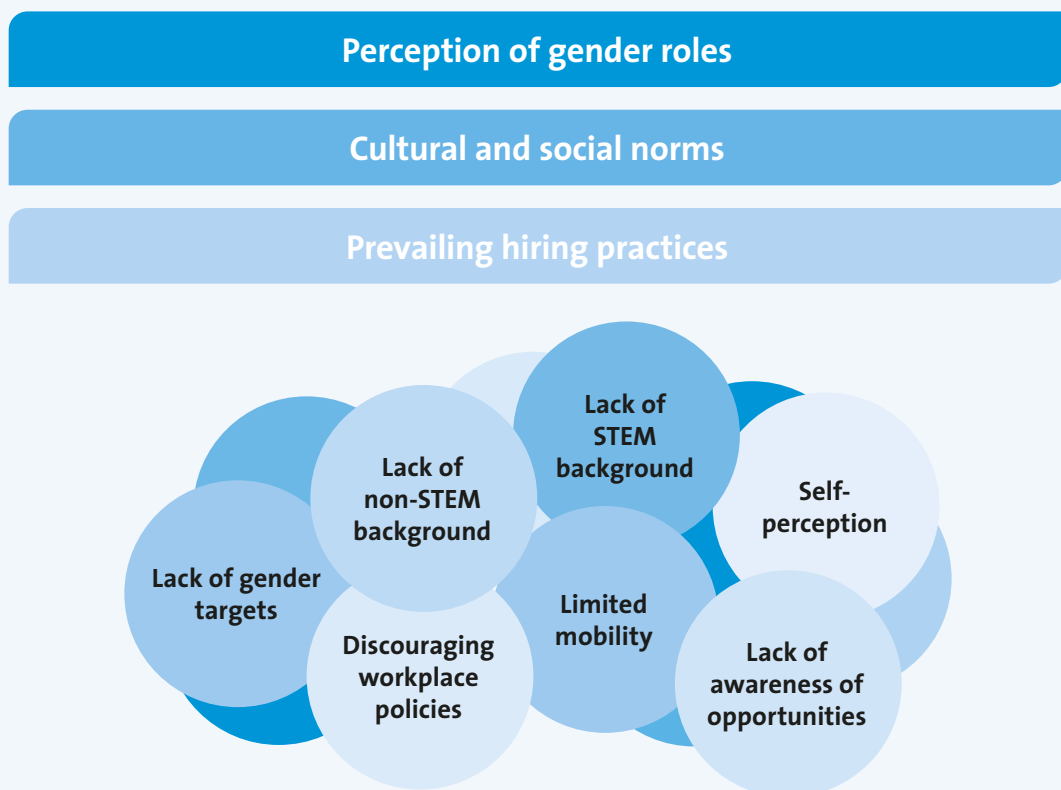 Perception of gender roles
Cultural and social norms
Prevailing hiring practices
Lack of
STEM
background
Lack of
non-STEM
background
Self-
perception
Lack of gender
targets
Limited
mobility
Discouraging
workplace
policies
Lack of
awareness of
opportunities